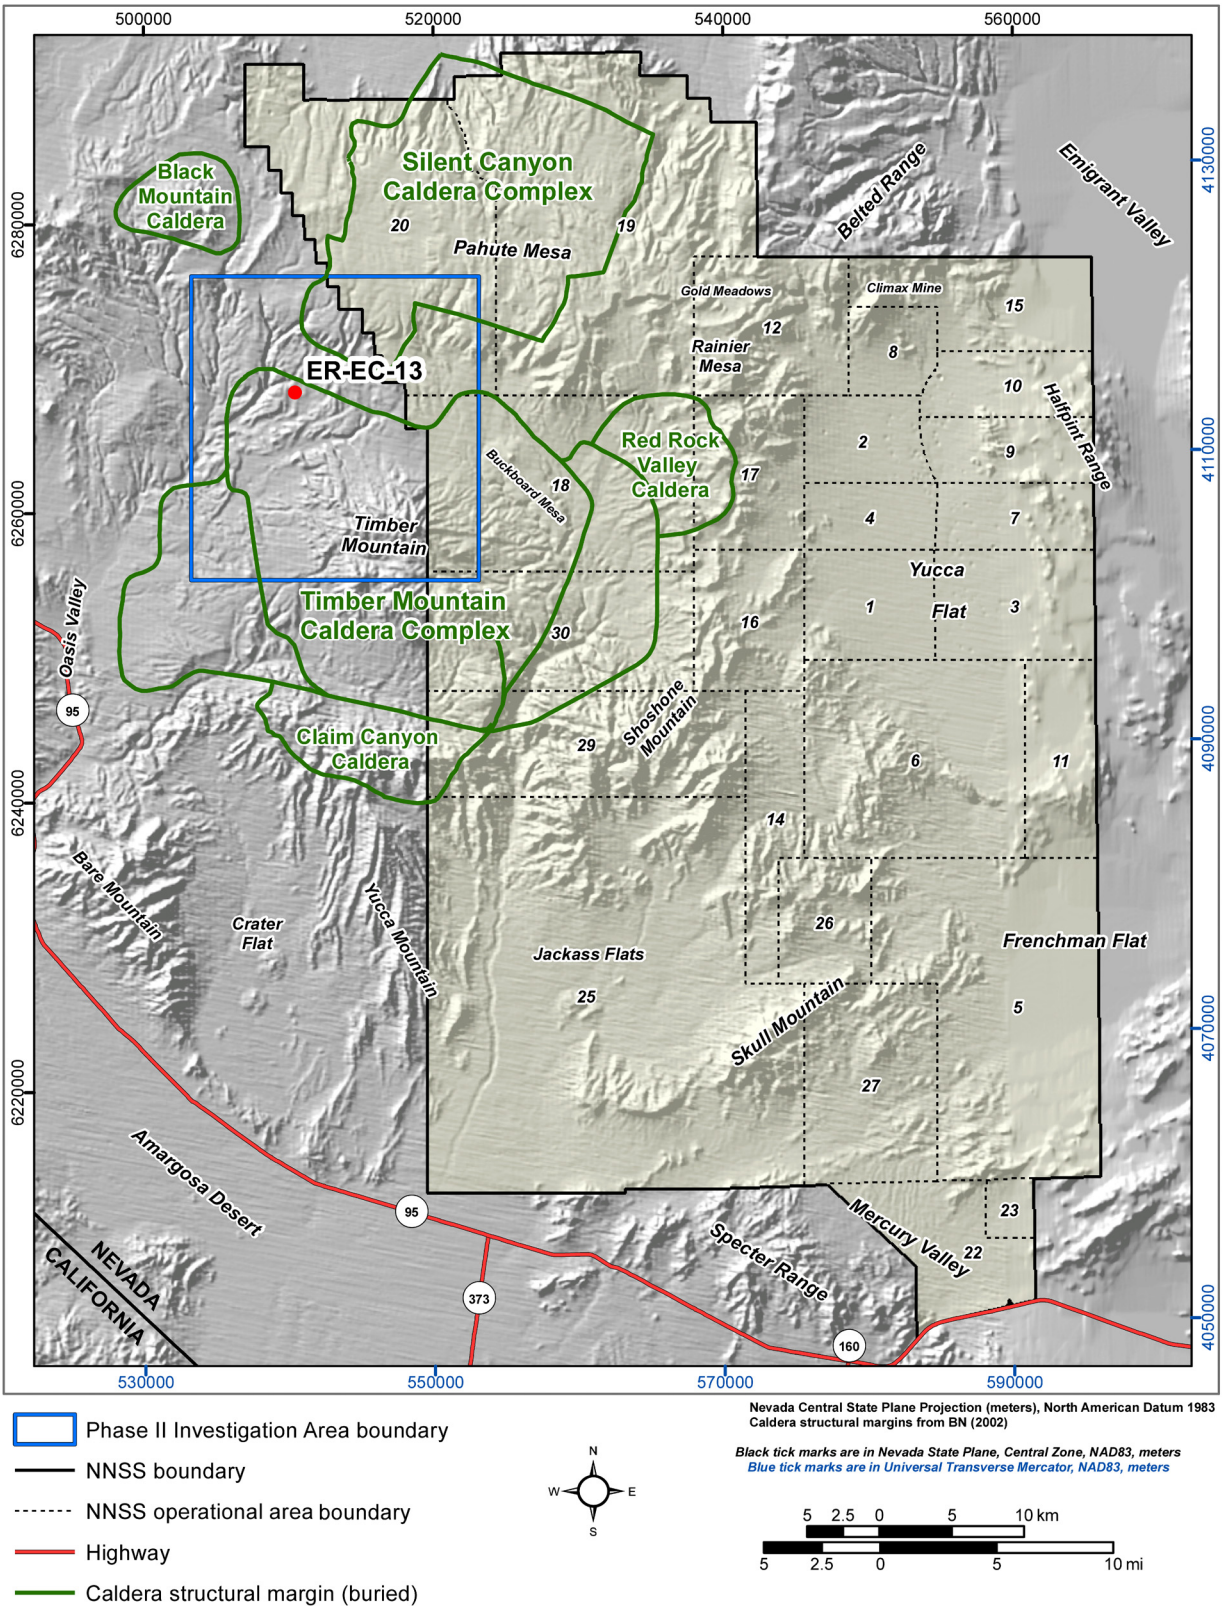 500000
520000
540000
560000
4130000
4110000
4090000
4070000
4050000
6280000
6260000
6240000
6220000
530000
550000
570000
590000
Black
Mountain
Caldera
Silent Canyon
Caldera Complex
20
19
Pahute Mesa
Belted Range
Emigrant Valley
Gold Meadows
12
Climax Mine
15
8
Rainier
Mesa
10
Halfpint Range
ER-EC-13
Red Rock
Valley
Caldera
17
2
9
Buckboard Mesa
18
4
7
Timber
Mountain
Yucca
Flat
1
3
Timber Mountain
Caldera Complex
30
16
Oasis Valley
95
Shoshone
Mountain
Claim Canyon
Caldera
29
6
11
14
Bare Mountain
Crater
Flat
Yucca Mountain
26
Frenchman Flat
Jackass Flats
25
5
Skull Mountain
27
Amargosa Desert
95
Mercury Valley
23
22
Specter Range
NEVADA
CALIFORNIA
373
160
Phase II Investigation Area boundary
NNSS boundary
NNSS operational area boundary
Highway
Caldera structural margin (buried)
N
W
E
S
Nevada Central State Plane Projection (meters), North American Datum 1983
Caldera structural margins from BN (2002)
Black tick marks are in Nevada State Plane, Central Zone, NAD83, meters
Blue tick marks are in Universal Transverse Mercator, NAD83, meters
5 2.5 0 5 10 km
5 2.5 0 5 10 mi